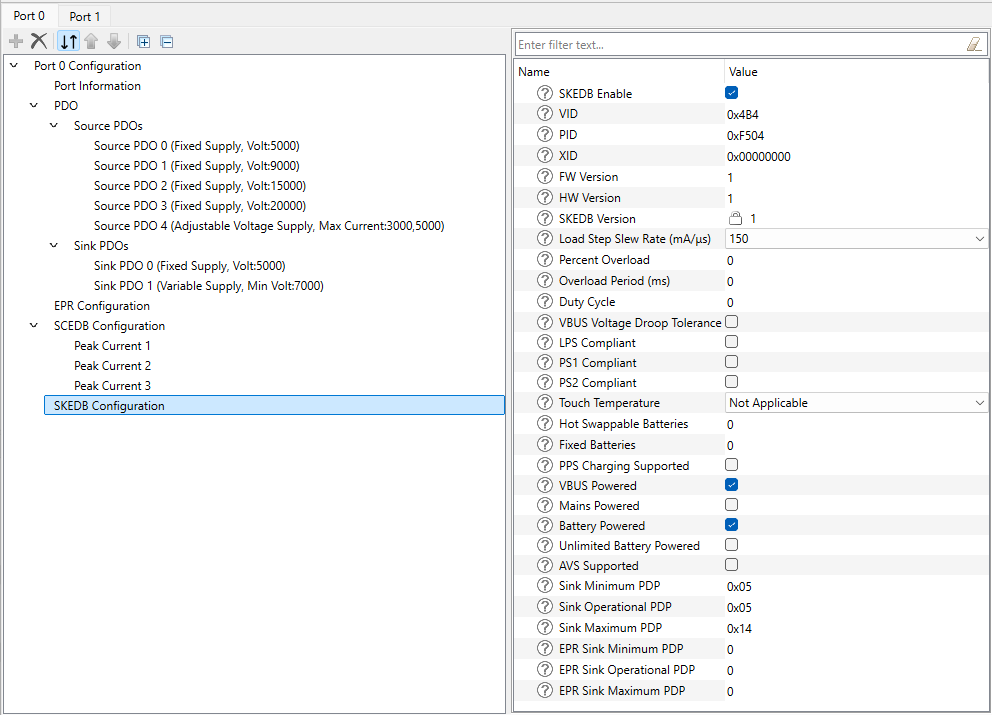 Port 0 Port 1
Enter filter text...
Port 0 Configuration
Port Information
PDO
Source PDOs
Source PDO 0 (Fixed Supply, Volt:5000)
Source PDO 1 (Fixed Supply, Volt:9000)
Source PDO 2 (Fixed Supply, Volt:15000)
Source PDO 3 (Fixed Supply, Volt:20000)
Source PDO 4 (Adjustable Voltage Supply, Max Current:3000,5000)
Sink PDOs
Sink PDO 0 (Fixed Supply, Volt:5000)
Sink PDO 1 (Variable Supply, Min Volt:7000)
EPR Configuration
SCEDB Configuration
Peak Current 1
Peak Current 2
Peak Current 3
SKEDB Configuration
Name Value
SKEDB Enable
VID 0x4B4
PID 0xF504
XID 0x00000000
FW Version 1
HW Version 1
SKEDB Version 1
Load Step Slew Rate (mA/µs) 150
Percent Overload 0
Overload Period (ms) 0
Duty Cycle 0
VBUS Voltage Droop Tolerance
LPS Compliant
PS1 Compliant
PS2 Compliant
Touch Temperature Not Applicable
Hot Swappable Batteries 0
Fixed Batteries 0
PPS Charging Supported
VBUS Powered
Mains Powered
Battery Powered
Unlimited Battery Powered
AVS Supported
Sink Minimum PDP 0x05
Sink Operational PDP 0x05
Sink Maximum PDP 0x14
EPR Sink Minimum PDP 0
EPR Sink Operational PDP 0
EPR Sink Maximum PDP 0